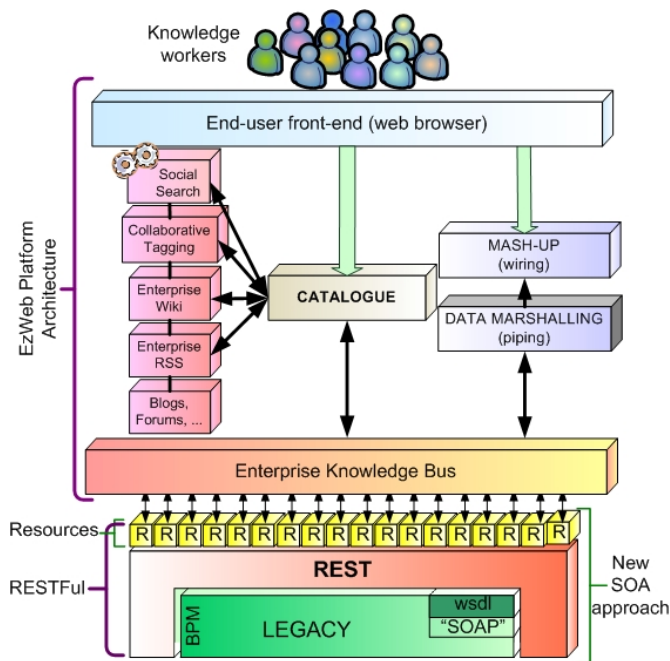 Knowledge
workers
End-user front-end (web browser)
Social
Search
Collaborative
Tagging
Enterprise
Wiki
Enterprise
RSS
Blogs,
Forums, ...
CATALOGUE
MASH-UP
(wiring)
DATA MARSHALLING
(piping)
EzWeb Platform
Architecture
Enterprise Knowledge Bus
Resources
R R R R R R R R R R R R R R R R R R
RESTFul
REST
New
SOA
approach
BPM
LEGACY
wsdl
"SOAP"